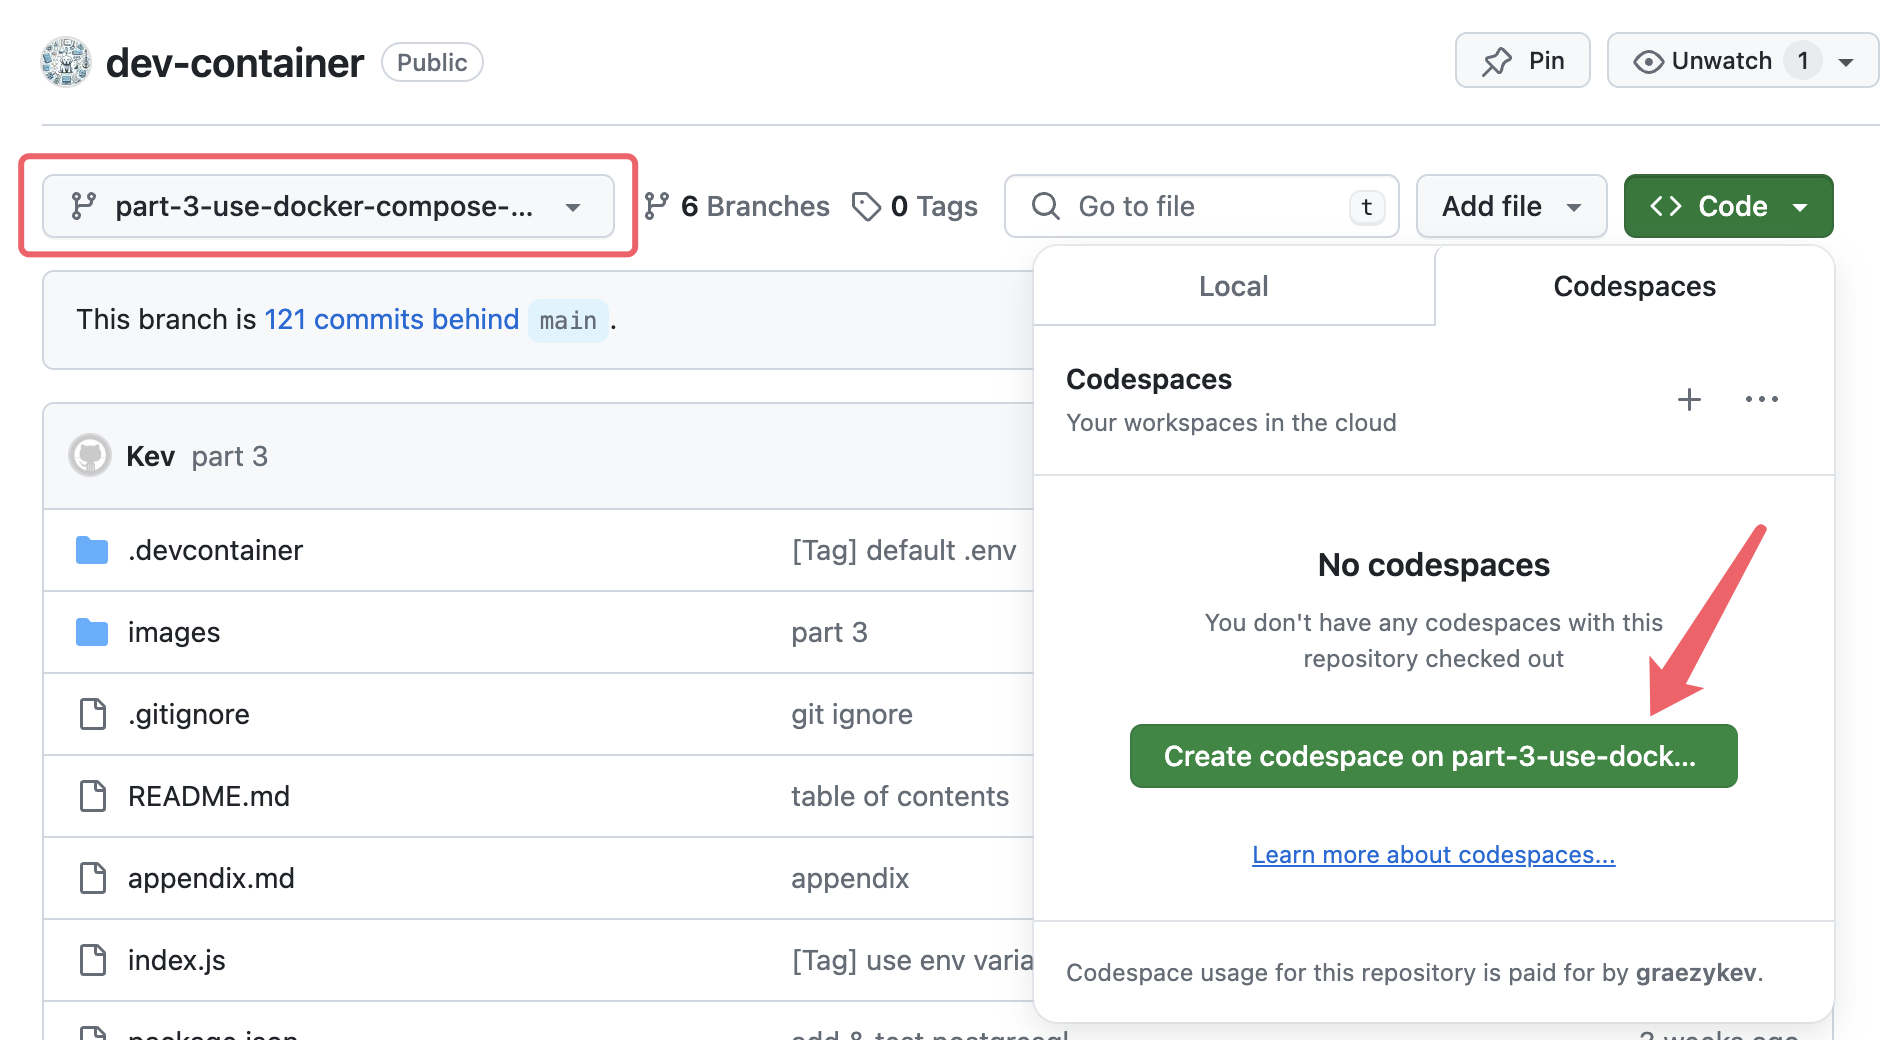 dev-container Public
Pin
Unwatch 1
part-3-use-docker-compose-...
6 Branches
0 Tags
Go to file t
Add file
<> Code
This branch is 121 commits behind main .
Local
Codespaces
Codespaces
Your workspaces in the cloud
No codespaces
You don't have any codespaces with this
repository checked out
Create codespace on part-3-use-dock...
Learn more about codespaces...
Codespace usage for this repository is paid for by graezykev.
Kev part 3
.devcontainer [Tag] default .env
images part 3
.gitignore git ignore
README.md table of contents
appendix.md appendix
index.js [Tag] use env varia
package.json add & test postgresql